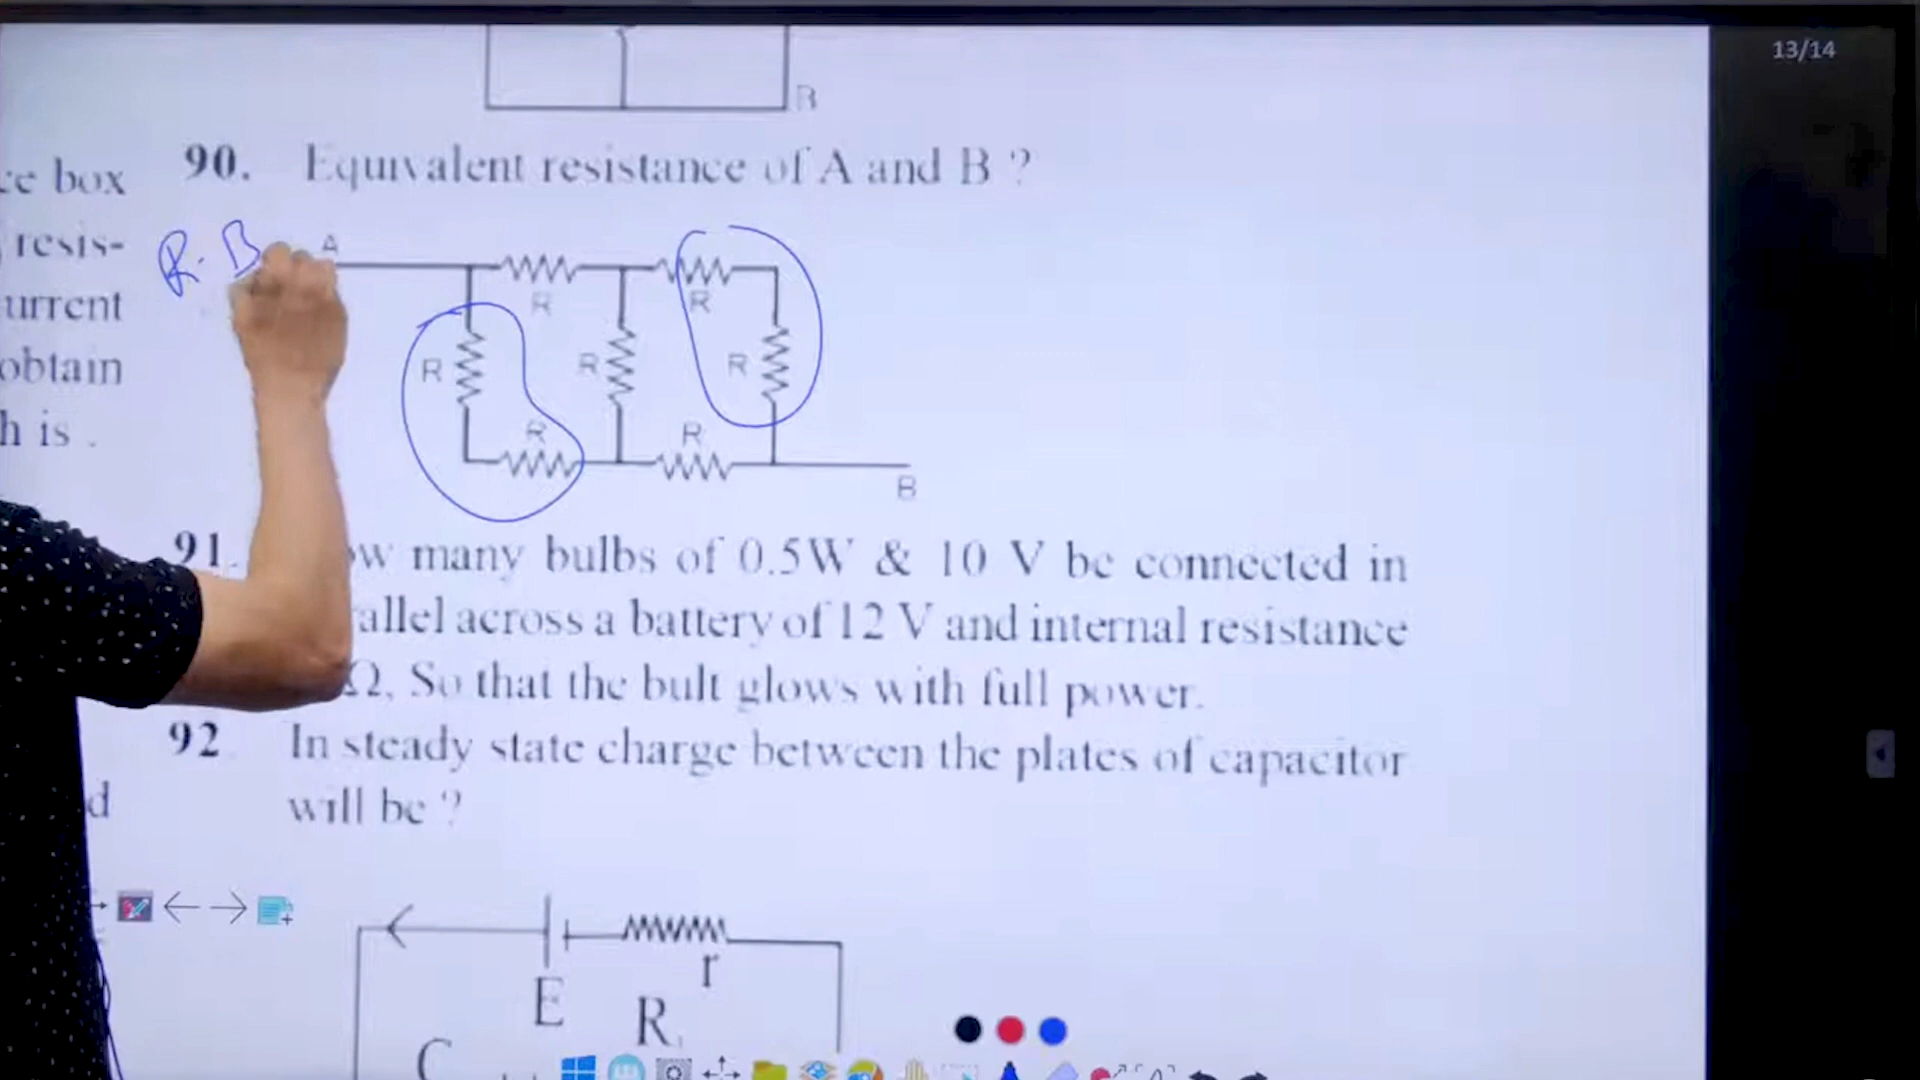 13/14
B
ce box
90. Equivalent resistance of A and B ?
resis-
R. B
A
urrent
R
R
obtain
R
R
R
h is .
R
R
B
91. ow many bulbs of 0.5W & 10 V be connected in
allel across a battery of 12 V and internal resistance
Ω, So that the bult glows with full power.
92 In steady state charge between the plates of capacitor
d
will be ?
r
E
R
C